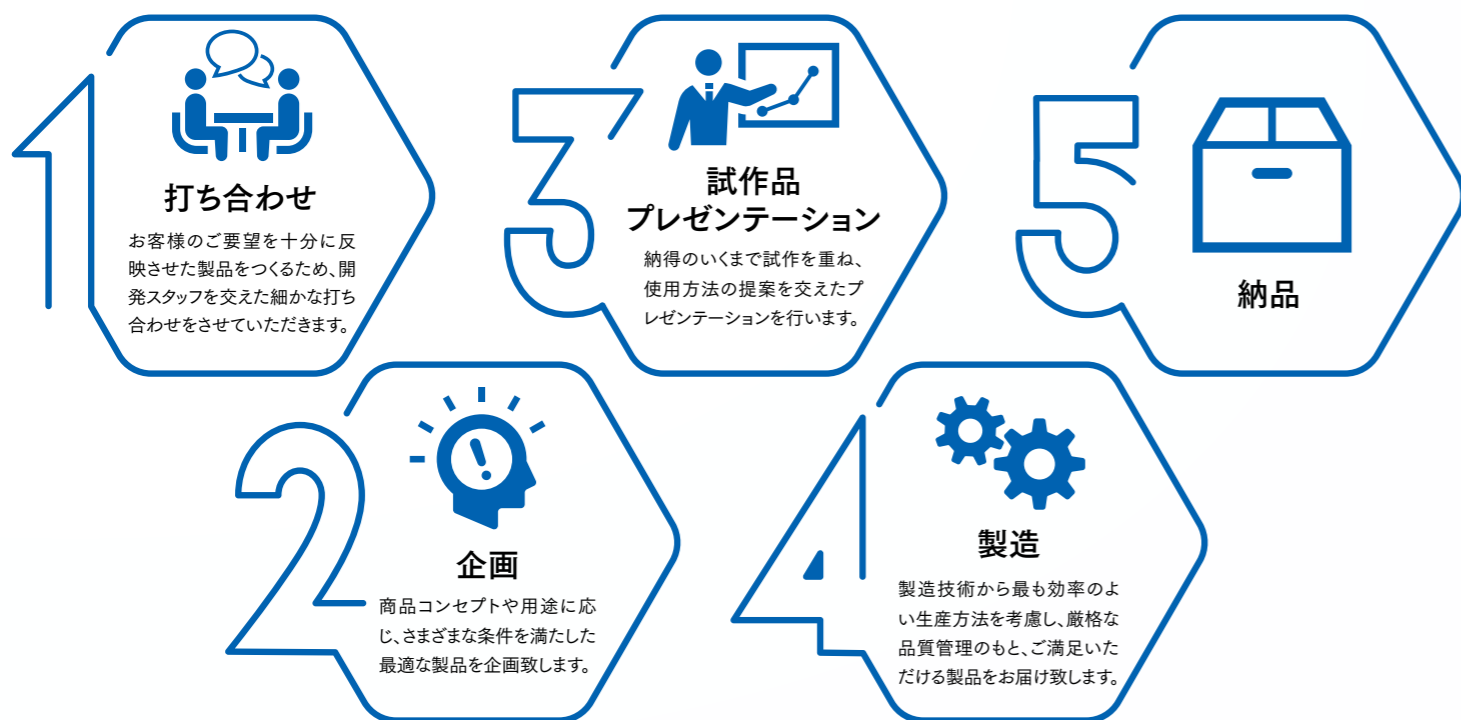 1
打ち合わせ
お客様のご要望を十分に反
映させた製品をつくるため、開
発スタッフを交えた細かな打ち
合わせをさせていただきます。
2
企画
商品コンセプトや用途に応
じ、さまざまな条件を満たした
最適な製品を企画致します。
3
試作品
プレゼンテーション
納得のいくまで試作を重ね、
使用方法の提案を交えたプ
レゼンテーションを行います。
4
製造
製造技術から最も効率のよ
い生産方法を考慮し、厳格な
品質管理のもと、ご満足いた
だける製品をお届け致します。
5
納品